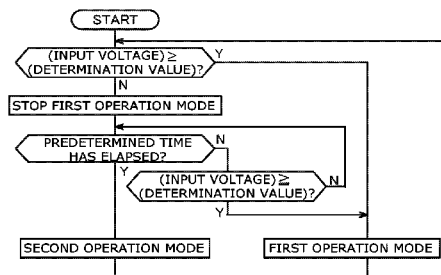 START
(INPUT VOLTAGE)≥
(DETERMINATION VALUE)?
Y
N
STOP FIRST OPERATION MODE
PREDETERMINED TIME
HAS ELAPSED?
N
Y
(INPUT VOLTAGE)≥
(DETERMINATION VALUE)?
N
Y
SECOND OPERATION MODE
FIRST OPERATION MODE